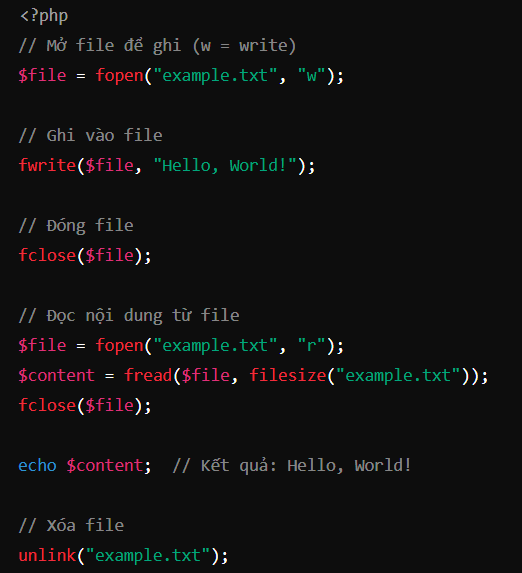 <?php
// Mở file để ghi (w = write)
$file = fopen("example.txt", "w");
// Ghi vào file
fwrite($file, "Hello, World!");
// Đóng file
fclose($file);
// Đọc nội dung từ file
$file = fopen("example.txt", "r");
$content = fread($file, filesize("example.txt"));
fclose($file);
echo $content;  // Kết quả: Hello, World!
// Xóa file
unlink("example.txt");